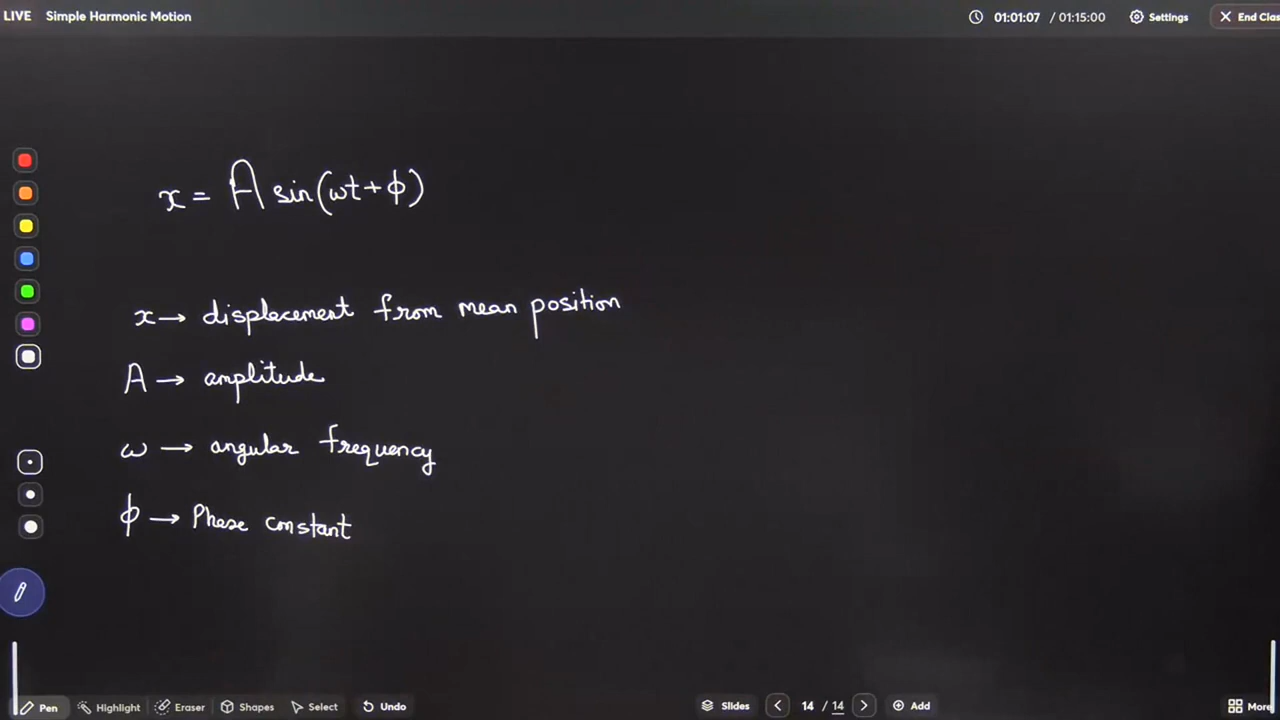 LIVE Simple Harmonic Motion 01:01:07 / 01:15:00 Settings End Clas
x = A sin(ωt + ϕ)
x → displacement from mean position
A → amplitude
ω → angular frequency
ϕ → Phase constant
Pen Highlight Eraser Shapes Select Undo Slides 14 / 14 Add More